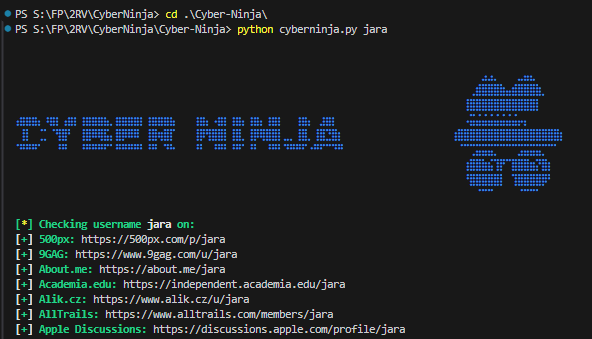 PS S:\FP\2RV\CyberNinja> cd .\Cyber-Ninja\
PS S:\FP\2RV\CyberNinja\Cyber-Ninja> python cyberninja.py jara
CYBER NINJA
[*] Checking username jara on:
[+] 500px: https://500px.com/p/jara
[+] 9GAG: https://www.9gag.com/u/jara
[+] About.me: https://about.me/jara
[+] Academia.edu: https://independent.academia.edu/jara
[+] Alik.cz: https://www.alik.cz/u/jara
[+] AllTrails: https://www.alltrails.com/members/jara
[+] Apple Discussions: https://discussions.apple.com/profile/jara